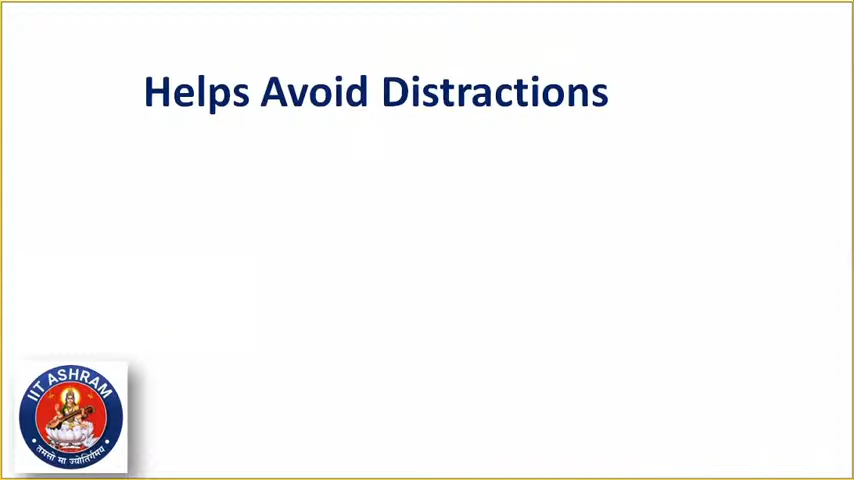 Helps Avoid Distractions
IIT ASHRAM
• तमसो मा ज्योतिर्गमय •